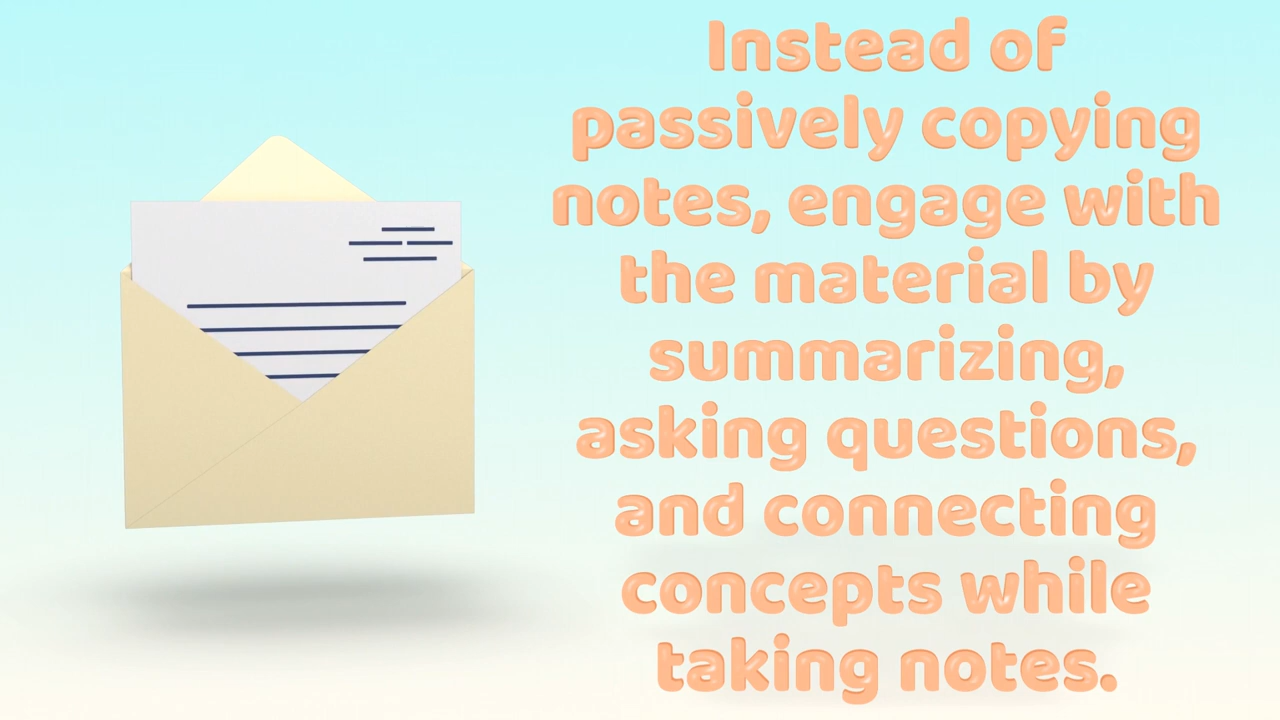 Instead of
passively copying
notes, engage with
the material by
summarizing,
asking questions,
and connecting
concepts while
taking notes.